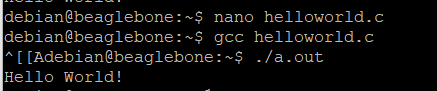 debian@beaglebone:~$ nano helloworld.c
debian@beaglebone:~$ gcc helloworld.c
^[[Adebian@beaglebone:~$ ./a.out
Hello World!